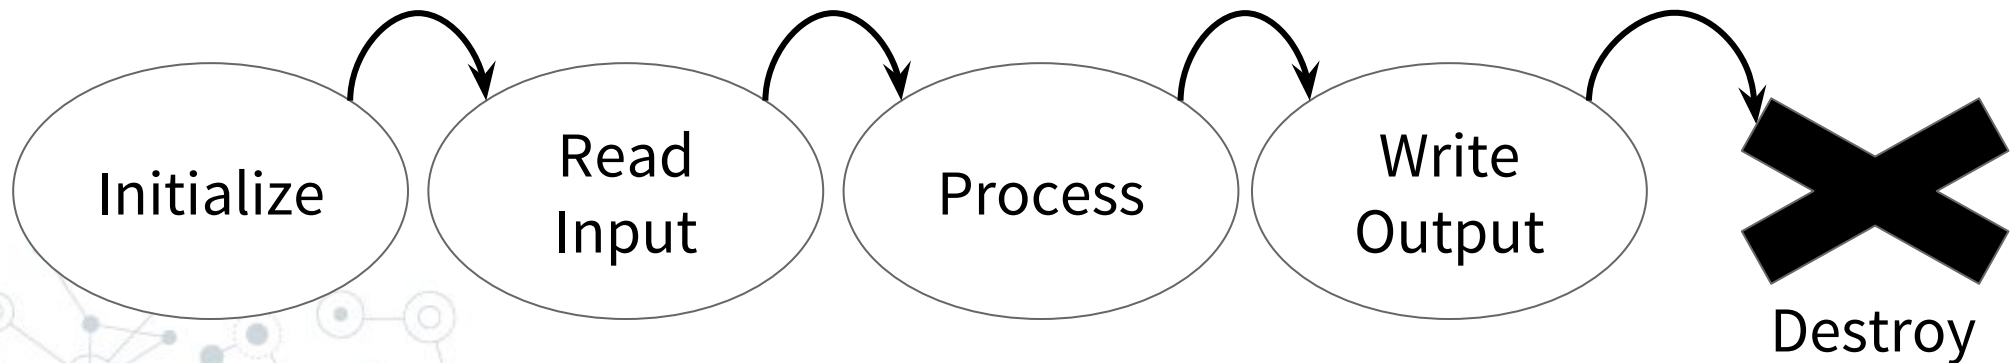 Initialize
Read
Input
Process
Write
Output
Destroy